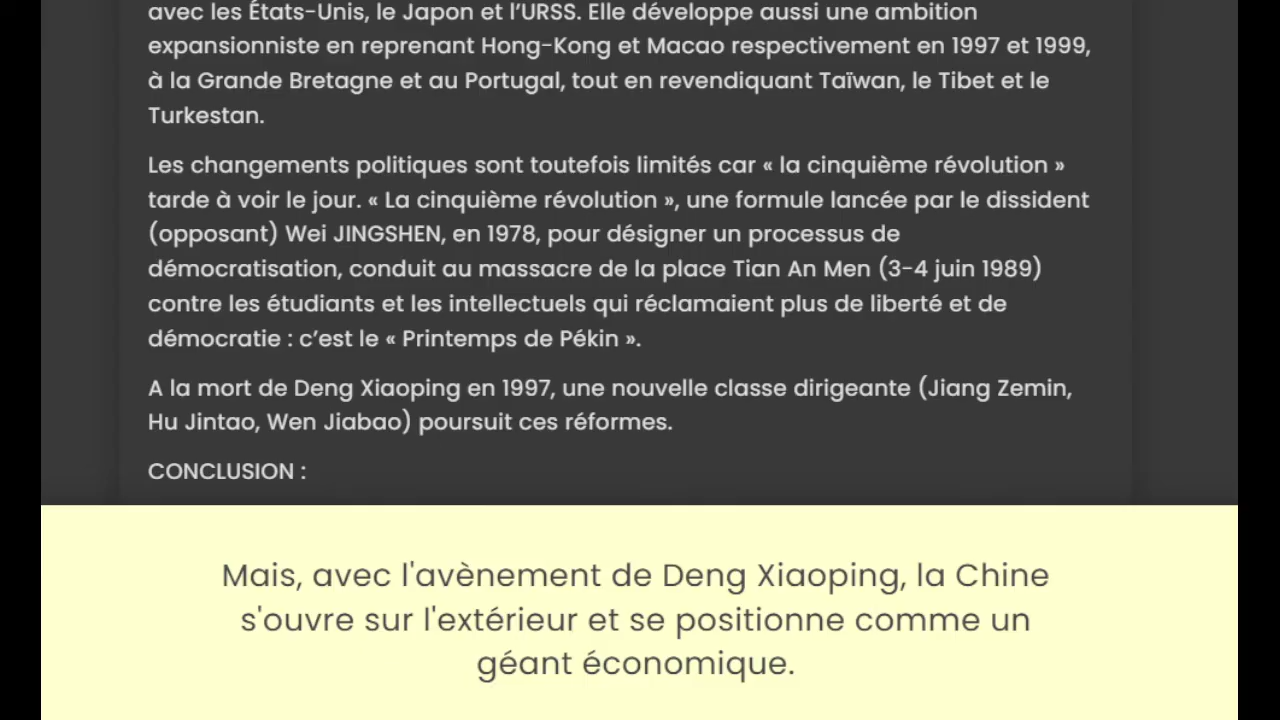 avec les États-Unis, le Japon et l’URSS. Elle développe aussi une ambition
expansionniste en reprenant Hong-Kong et Macao respectivement en 1997 et 1999,
à la Grande Bretagne et au Portugal, tout en revendiquant Taïwan, le Tibet et le
Turkestan.
Les changements politiques sont toutefois limités car « la cinquième révolution »
tarde à voir le jour. « La cinquième révolution », une formule lancée par le dissident
(opposant) Wei JINGSHEN, en 1978, pour désigner un processus de
démocratisation, conduit au massacre de la place Tian An Men (3-4 juin 1989)
contre les étudiants et les intellectuels qui réclamaient plus de liberté et de
démocratie : c’est le « Printemps de Pékin ».
A la mort de Deng Xiaoping en 1997, une nouvelle classe dirigeante (Jiang Zemin,
Hu Jintao, Wen Jiabao) poursuit ces réformes.
CONCLUSION :
Mais, avec l'avènement de Deng Xiaoping, la Chine
s'ouvre sur l'extérieur et se positionne comme un
géant économique.